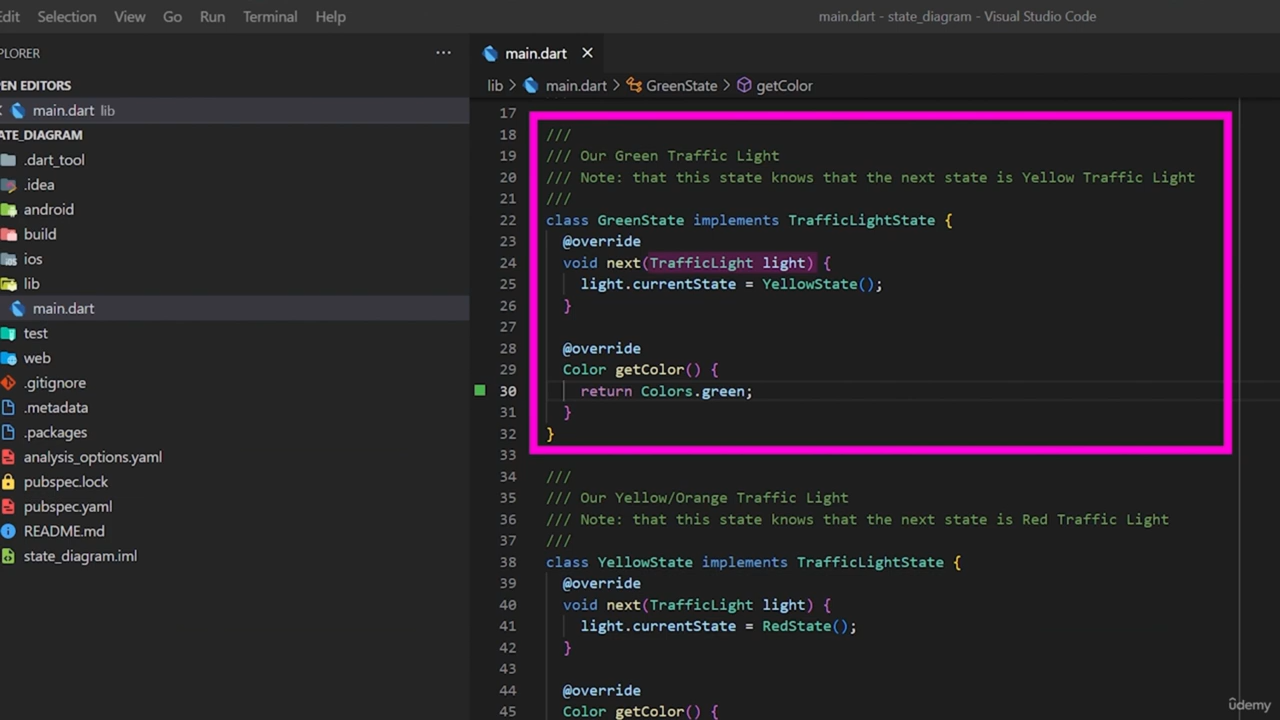 Edit Selection View Go Run Terminal Help
main.dart - state_diagram - Visual Studio Code
PLORER ...
main.dart ×
EN EDITORS
lib > main.dart > GreenState > getColor
main.dart lib
ATE_DIAGRAM
.dart_tool
.idea
android
build
ios
lib
main.dart
test
web
.gitignore
.metadata
.packages
analysis_options.yaml
pubspec.lock
pubspec.yaml
README.md
state_diagram.iml
17
18 ///
19 /// Our Green Traffic Light
20 /// Note: that this state knows that the next state is Yellow Traffic Light
21 ///
22 class GreenState implements TrafficLightState {
23 @override
24 void next(TrafficLight light) {
25 light.currentState = YellowState();
26 }
27
28 @override
29 Color getColor() {
30 return Colors.green;
31 }
32 }
33
34 ///
35 /// Our Yellow/Orange Traffic Light
36 /// Note: that this state knows that the next state is Red Traffic Light
37 ///
38 class YellowState implements TrafficLightState {
39 @override
40 void next(TrafficLight light) {
41 light.currentState = RedState();
42 }
43
44 @override
45 Color getColor() {
ûdemy